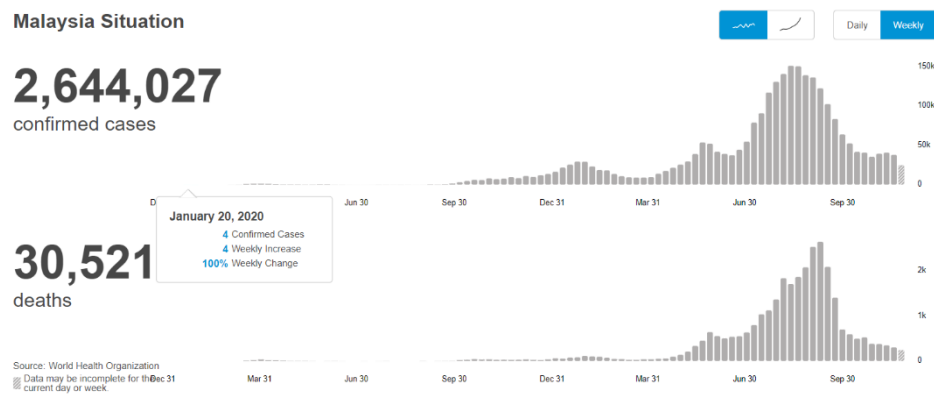 Malaysia Situation
Daily
Weekly
2,644,027
confirmed cases
150k
100k
50k
0
Jun 30
Sep 30
Dec 31
Mar 31
Jun 30
Sep 30
January 20, 2020
4 Confirmed Cases
4 Weekly Increase
100% Weekly Change
30,521
deaths
2k
1k
0
Source: World Health Organization
Data may be incomplete for the
current day or week.
Dec 31
Mar 31
Jun 30
Sep 30
Dec 31
Mar 31
Jun 30
Sep 30